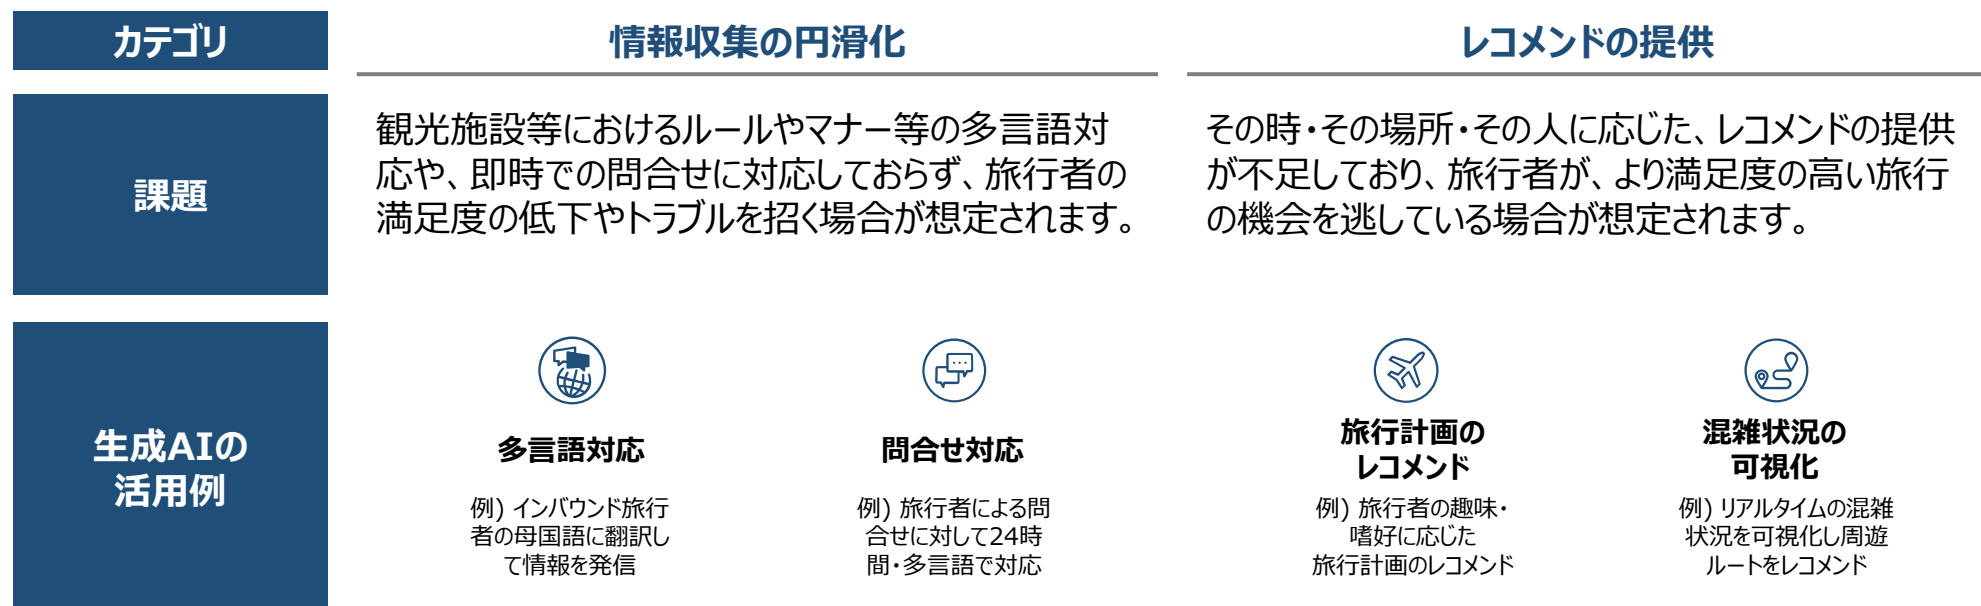 カテゴリ
情報収集の円滑化
レコメンドの提供
課題
観光施設等におけるルールやマナー等の多言語対
応や、即時での問合せに対応しておらず、旅行者の
満足度の低下やトラブルを招く場合が想定されます。
その時・その場所・その人に応じた、レコメンドの提供
が不足しており、旅行者が、より満足度の高い旅行
の機会を逃している場合が想定されます。
生成AIの
活用例
多言語対応
例) インバウンド旅行
者の母国語に翻訳し
て情報を発信
問合せ対応
例) 旅行者による問
合せに対して24時
間・多言語で対応
旅行計画の
レコメンド
例) 旅行者の趣味・
嗜好に応じた
旅行計画のレコメンド
混雑状況の
可視化
例) リアルタイムの混雑
状況を可視化し周遊
ルートをレコメンド